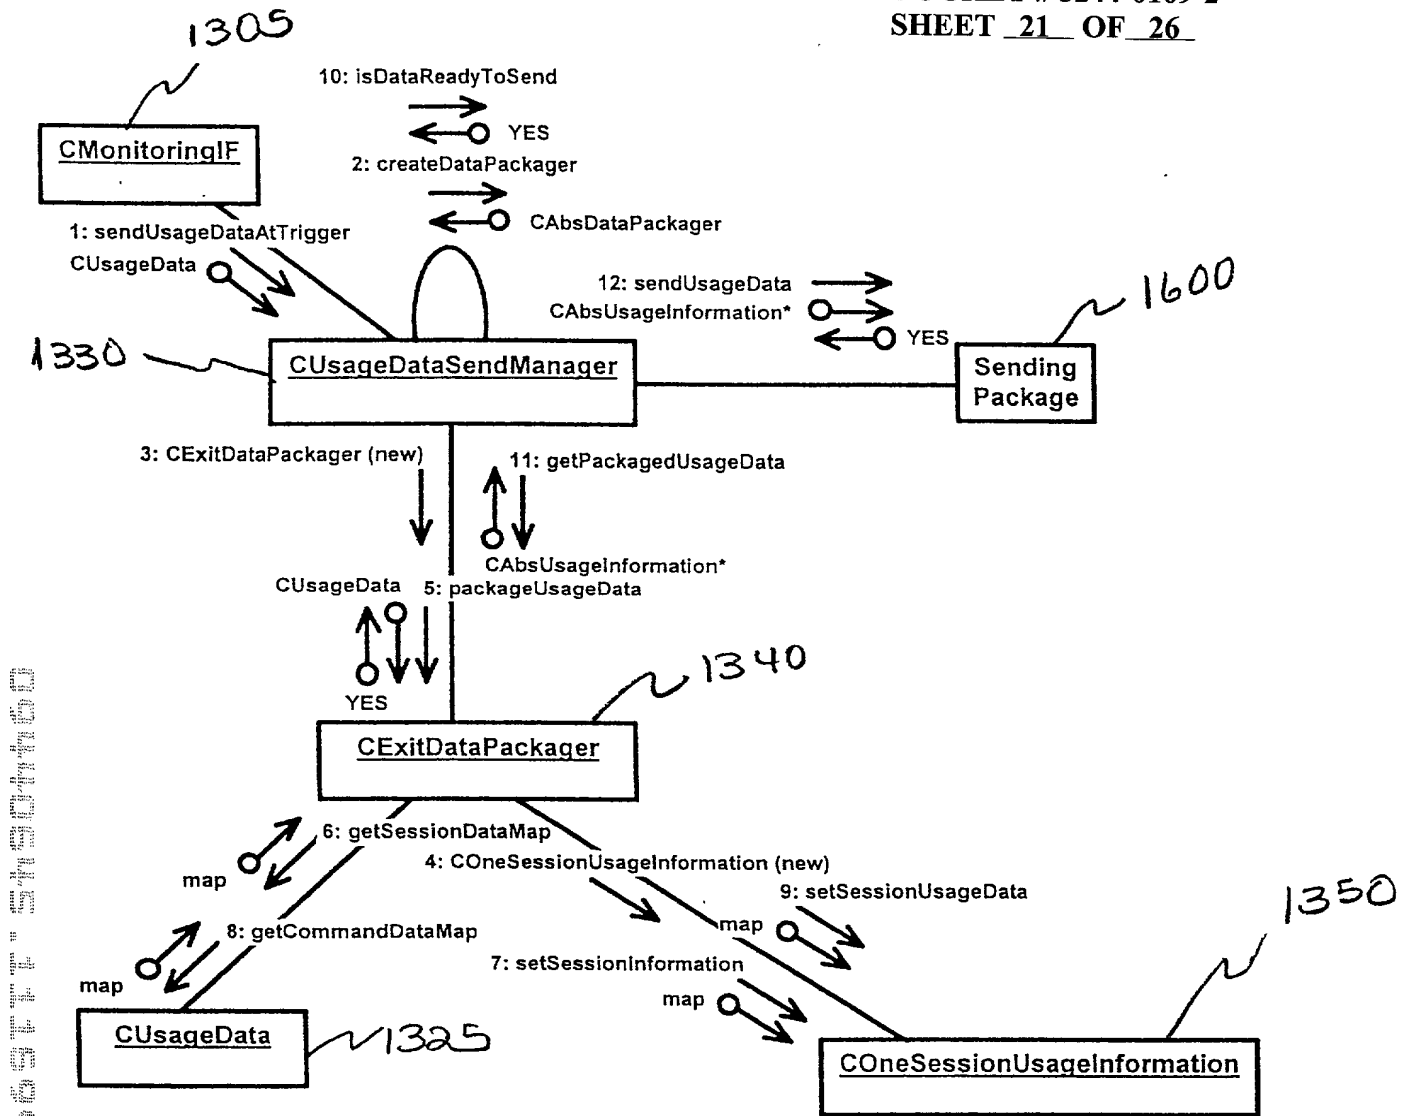 SHEET 21 OF 26
1305
10: isDataReadyToSend
YES
CMonitoringIF
2: createDataPackager
CAbsDataPackager
1: sendUsageDataAtTrigger
CUsageData
12: sendUsageData
CAbsUsageInformation*
YES
1600
1330
CUsageDataSendManager
Sending
Package
3: CExitDataPackager (new)
11: getPackagedUsageData
CAbsUsageInformation*
CUsageData
5: packageUsageData
YES
1340
CExitDataPackager
6: getSessionDataMap
map
4: COneSessionUsageInformation (new)
9: setSessionUsageData
map
1350
8: getCommandDataMap
map
7: setSessionInformation
map
CUsageData
1325
COneSessionUsageInformation